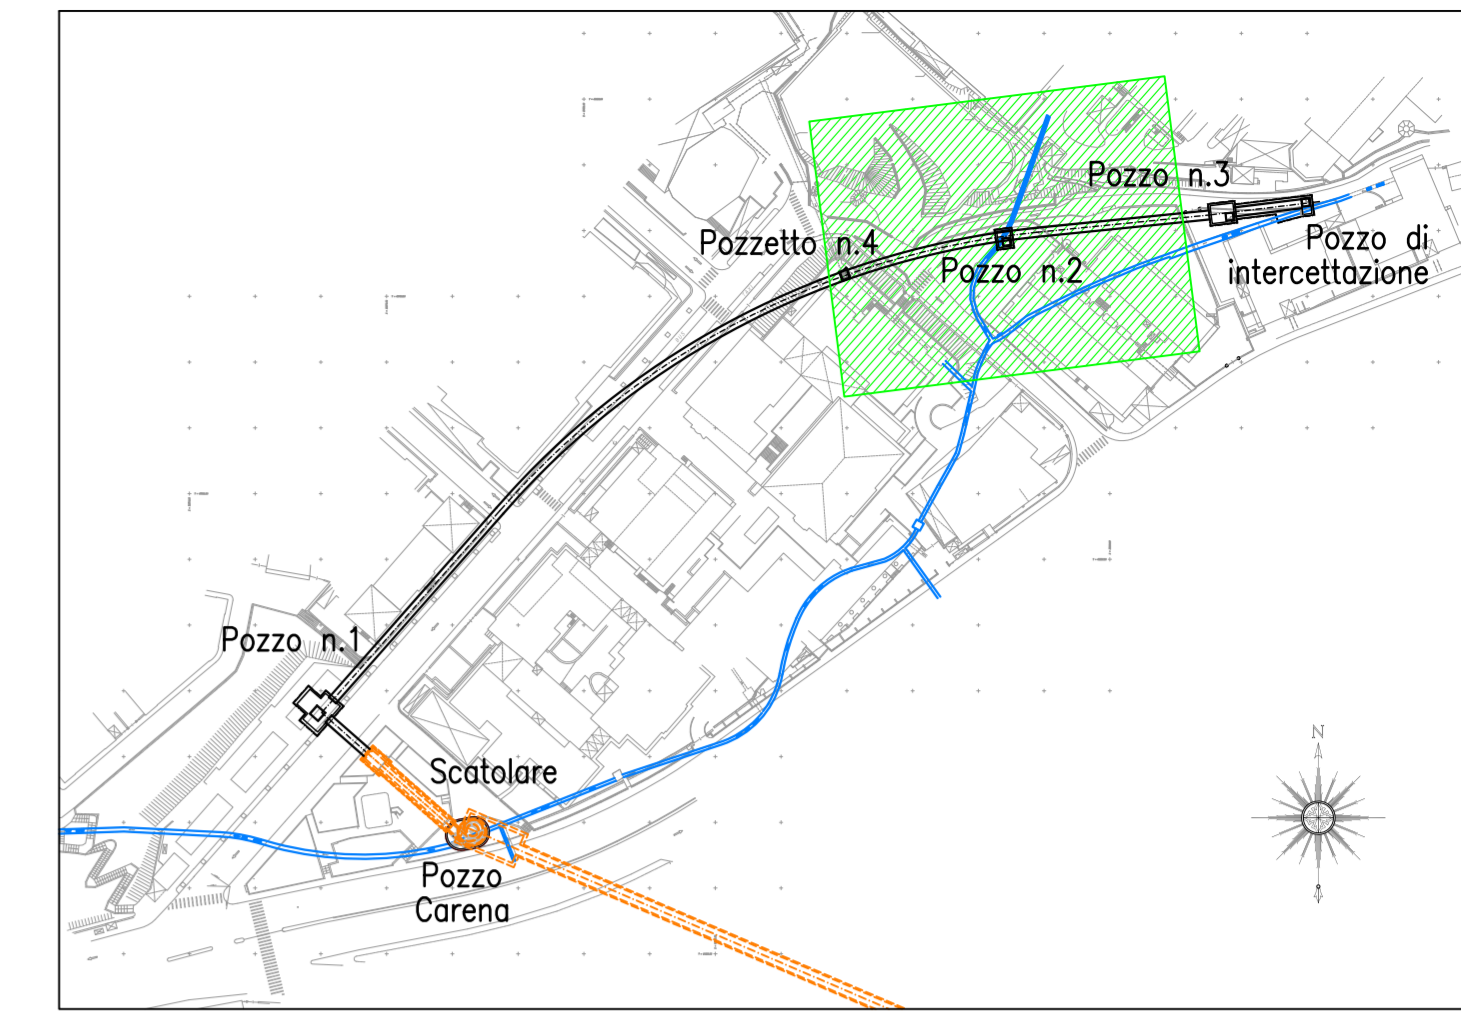 Pozzo n.3
Pozzetto n.4
Pozzo n.2
Pozzo di
intercettazione
Pozzo n.1
Scatolare
Pozzo
Carena
N